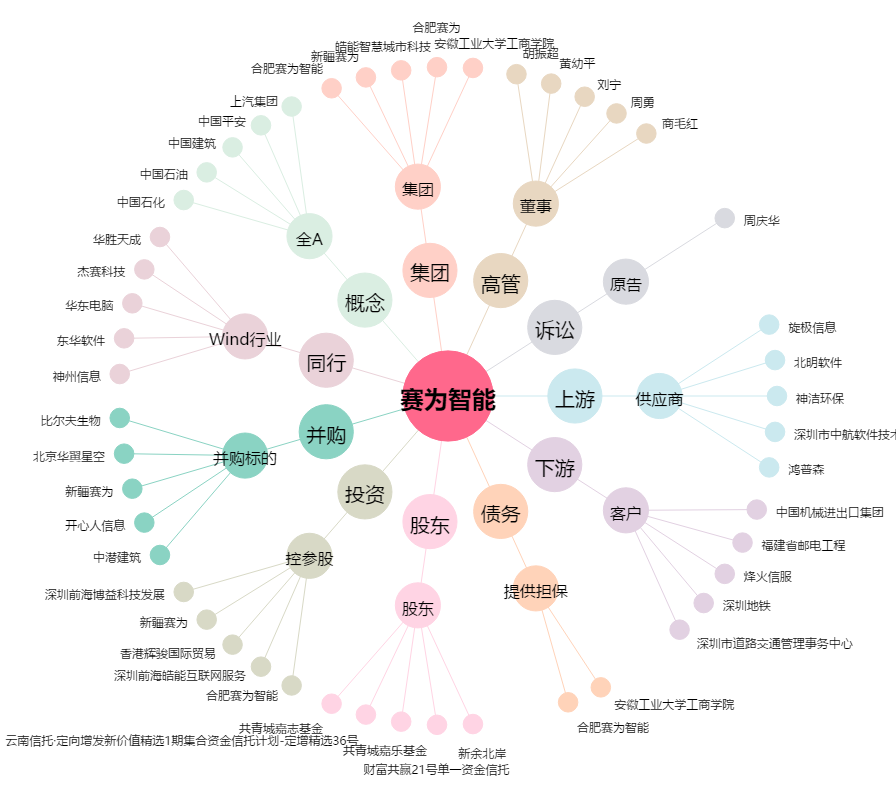 合肥赛为
皓能智慧城市科技
安徽工业大学工商学院
新疆赛为
胡振超
合肥赛为智能
黄幼平
刘宁
上汽集团
周勇
中国平安
商毛红
中国建筑
中国石油
集团
中国石化
董事
周庆华
华胜天成
全A
杰赛科技
集团
高管
原告
华东电脑
概念
诉讼
旋极信息
东华软件
Wind行业
同行
北明软件
神州信息
赛为智能
上游
供应商
神洁环保
比尔夫生物
并购
深圳市中航软件技术
北京华翼星空
并购标的
下游
鸿普森
新疆赛为
投资
股东
债务
客户
中国机械进出口集团
开心人信息
福建省邮电工程
中港建筑
控参股
烽火信服
深圳前海博益科技发展
股东
提供担保
深圳地铁
新疆赛为
深圳市道路交通管理事务中心
香港辉骏国际贸易
深圳前海皓能互联网服务
合肥赛为智能
安徽工业大学工商学院
共青城嘉志基金
合肥赛为智能
云南信托·定向增发新价值精选1期集合资金信托计划-定增精选36号
共青城嘉乐基金
新余北岸
财富共赢21号单一资金信托